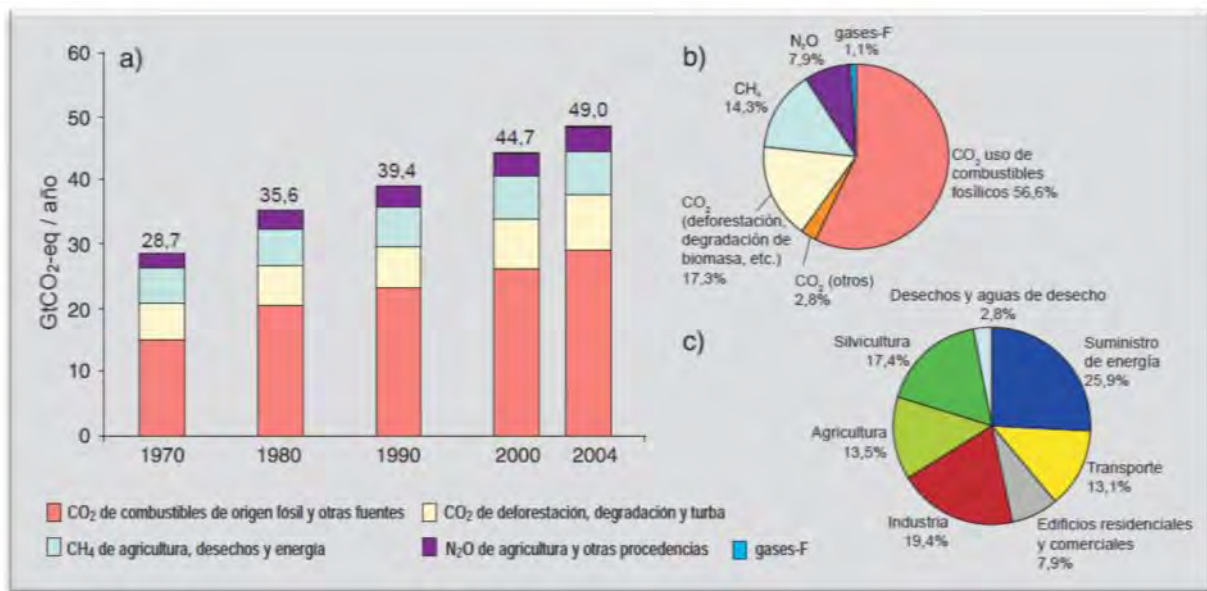 a)
60
50
40
30
20
10
0
GtCO₂-eq / año
28,7
35,6
39,4
44,7
49,0
1970
1980
1990
2000
2004
b)
gases-F
1,1%
N₂O
7,9%
CH₄
14,3%
CO₂ uso de
combustibles
fosílicos 56,6%
CO₂
(deforestación,
degradación de
biomasa, etc.)
17,3%
CO₂ (otros)
2,8%
c)
Desechos y aguas de desecho
2,8%
Suministro
de energía
25,9%
Silvicultura
17,4%
Agricultura
13,5%
Transporte
13,1%
Industria
19,4%
Edificios residenciales
y comerciales
7,9%
CO₂ de combustibles de origen fósil y otras fuentes
CO₂ de deforestación, degradación y turba
CH₄ de agricultura, desechos y energía
N₂O de agricultura y otras procedencias
gases-F